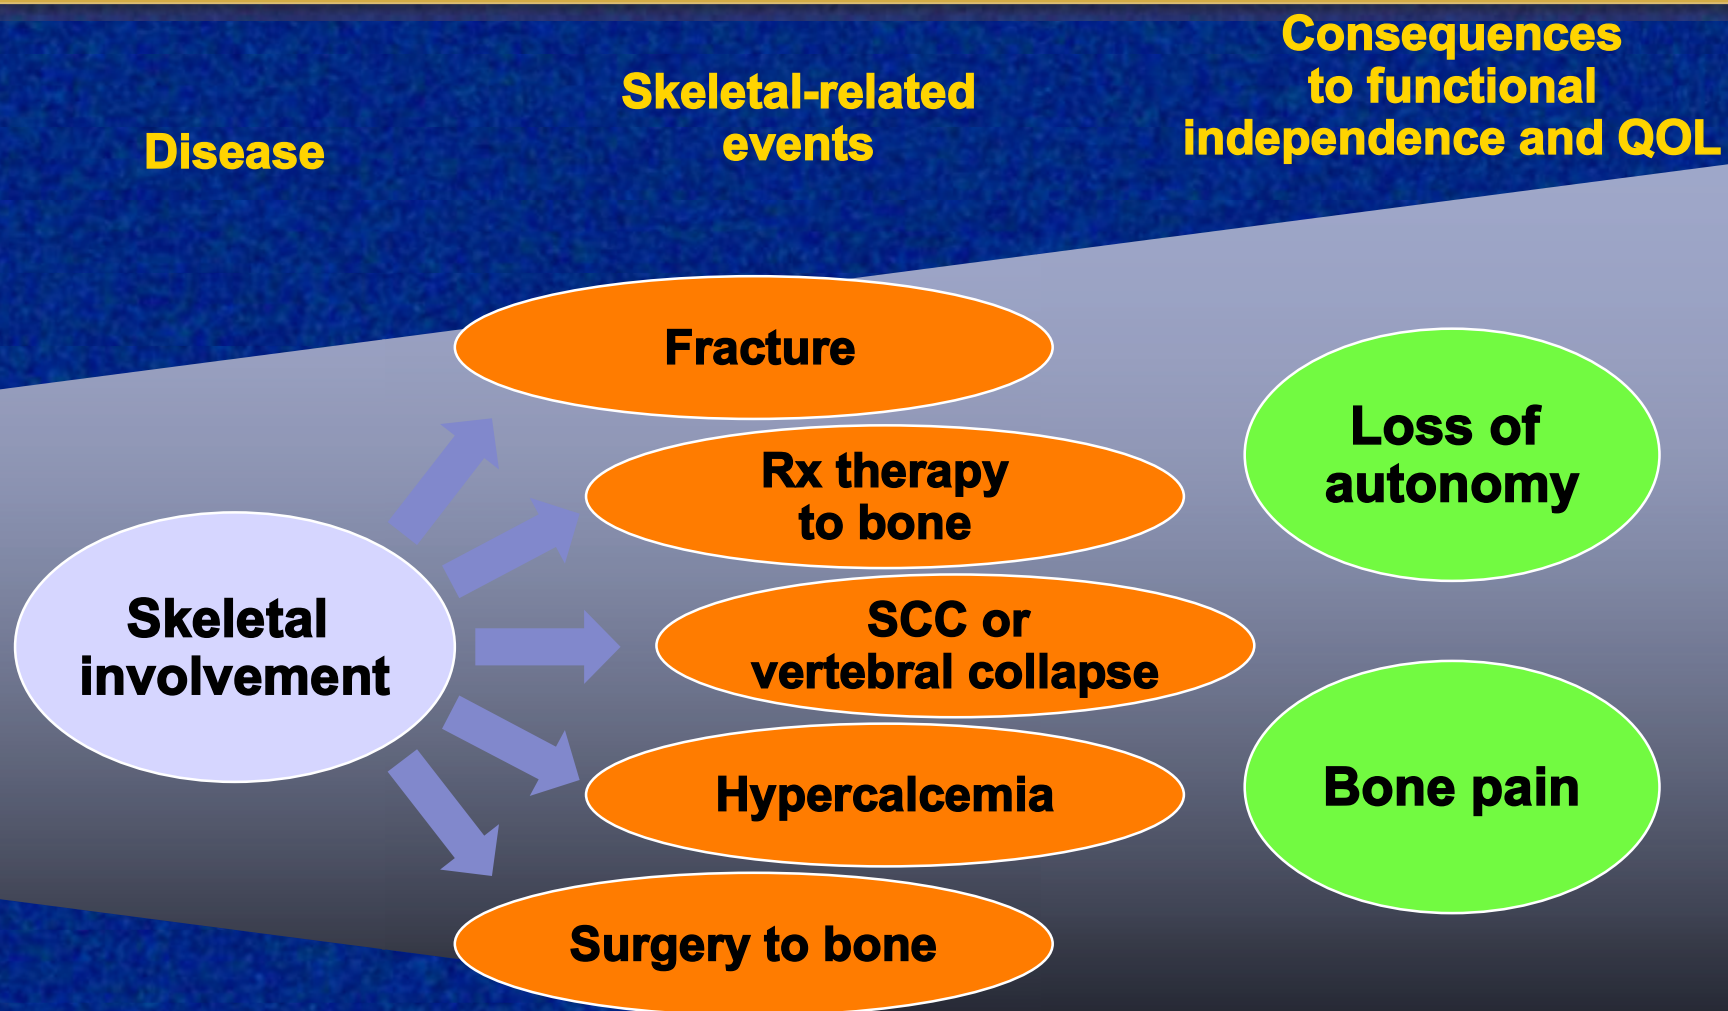 Disease
Skeletal-related
events
Consequences
to functional
independence and QOL
Skeletal
involvement
Fracture
Rx therapy
to bone
SCC or
vertebral collapse
Hypercalcemia
Surgery to bone
Loss of
autonomy
Bone pain